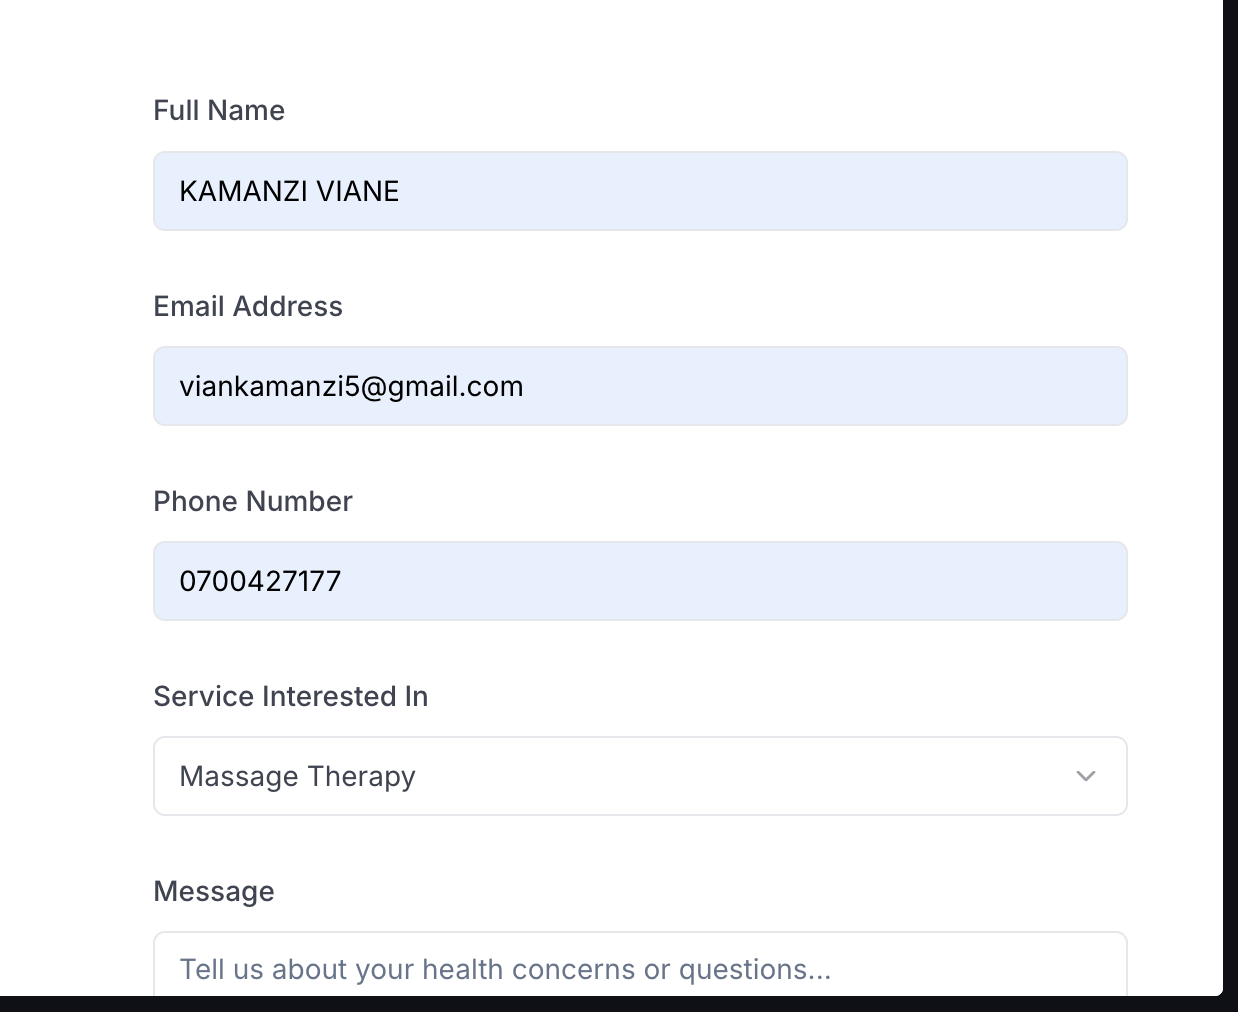 Full Name
KAMANZI VIANE
Email Address
viankamanzi5@gmail.com
Phone Number
0700427177
Service Interested In
Massage Therapy
Message
Tell us about your health concerns or questions...